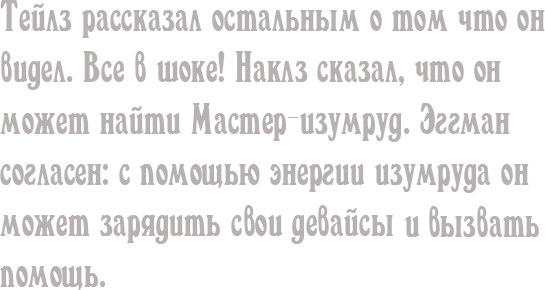 Тейлз рассказал остальным о том что он
видел. Все в шоке! Наклз сказал, что он
может найти Мастер-изумруд. Эггман
согласен: с помощью энергии изумруда он
может зарядить свои девайсы и вызвать
помощь.